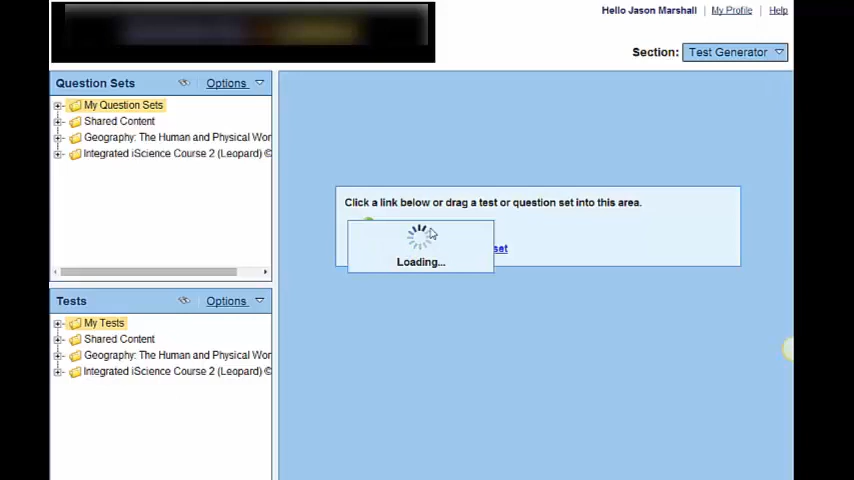 Hello Jason Marshall | My Profile | Help
Section: Test Generator
Question Sets Options
My Question Sets
Shared Content
Geography: The Human and Physical Wor
Integrated iScience Course 2 (Leopard) ©
Click a link below or drag a test or question set into this area.
set
Loading...
Tests Options
My Tests
Shared Content
Geography: The Human and Physical Wor
Integrated iScience Course 2 (Leopard) ©